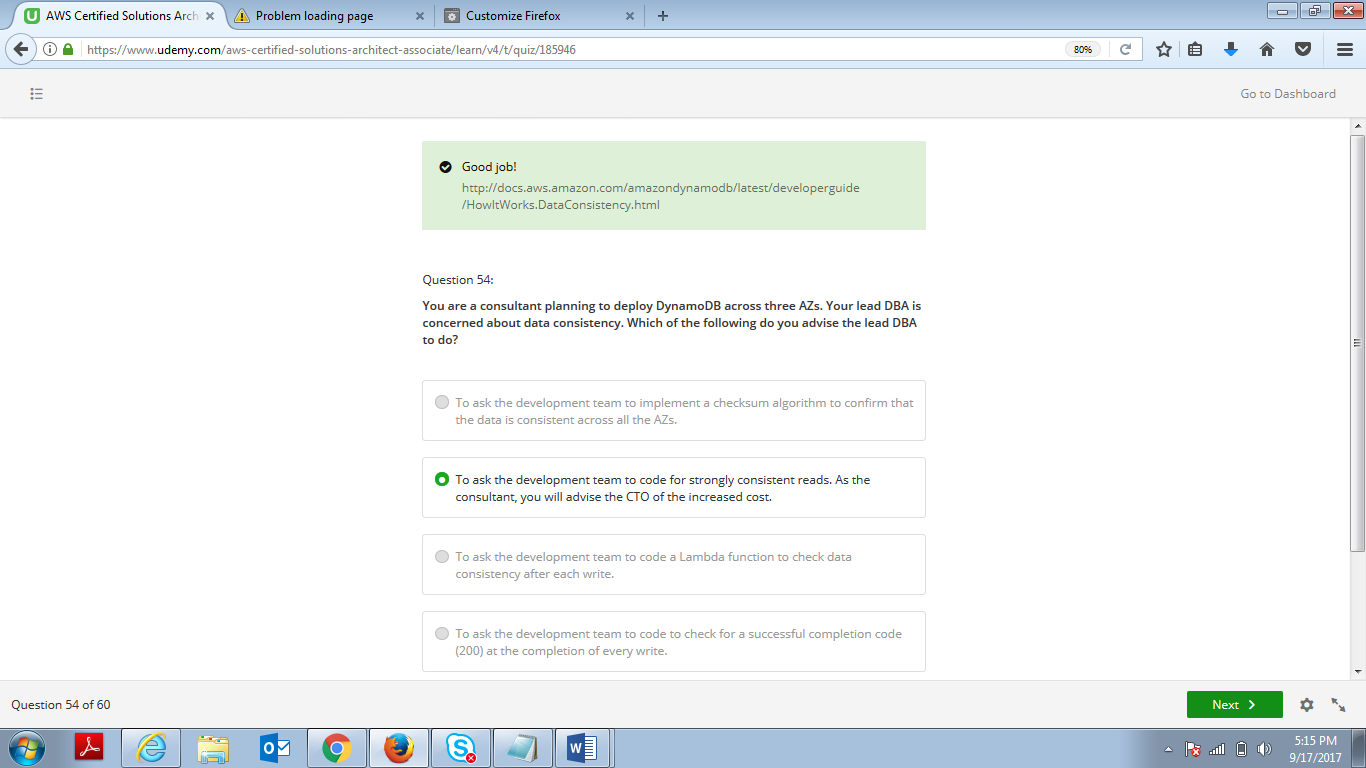 AWS Certified Solutions Arch
Problem loading page
Customize Firefox
https://www.udemy.com/aws-certified-solutions-architect-associate/learn/v4/t/quiz/185946
80%
Go to Dashboard
Good job!
http://docs.aws.amazon.com/amazondynamodb/latest/developerguide
/HowItWorks.DataConsistency.html
Question 54:
You are a consultant planning to deploy DynamoDB across three AZs. Your lead DBA is
concerned about data consistency. Which of the following do you advise the lead DBA
to do?
To ask the development team to implement a checksum algorithm to confirm that
the data is consistent across all the AZs.
To ask the development team to code for strongly consistent reads. As the
consultant, you will advise the CTO of the increased cost.
To ask the development team to code a Lambda function to check data
consistency after each write.
To ask the development team to code to check for a successful completion code
(200) at the completion of every write.
Question 54 of 60
Next
5:15 PM
9/17/2017